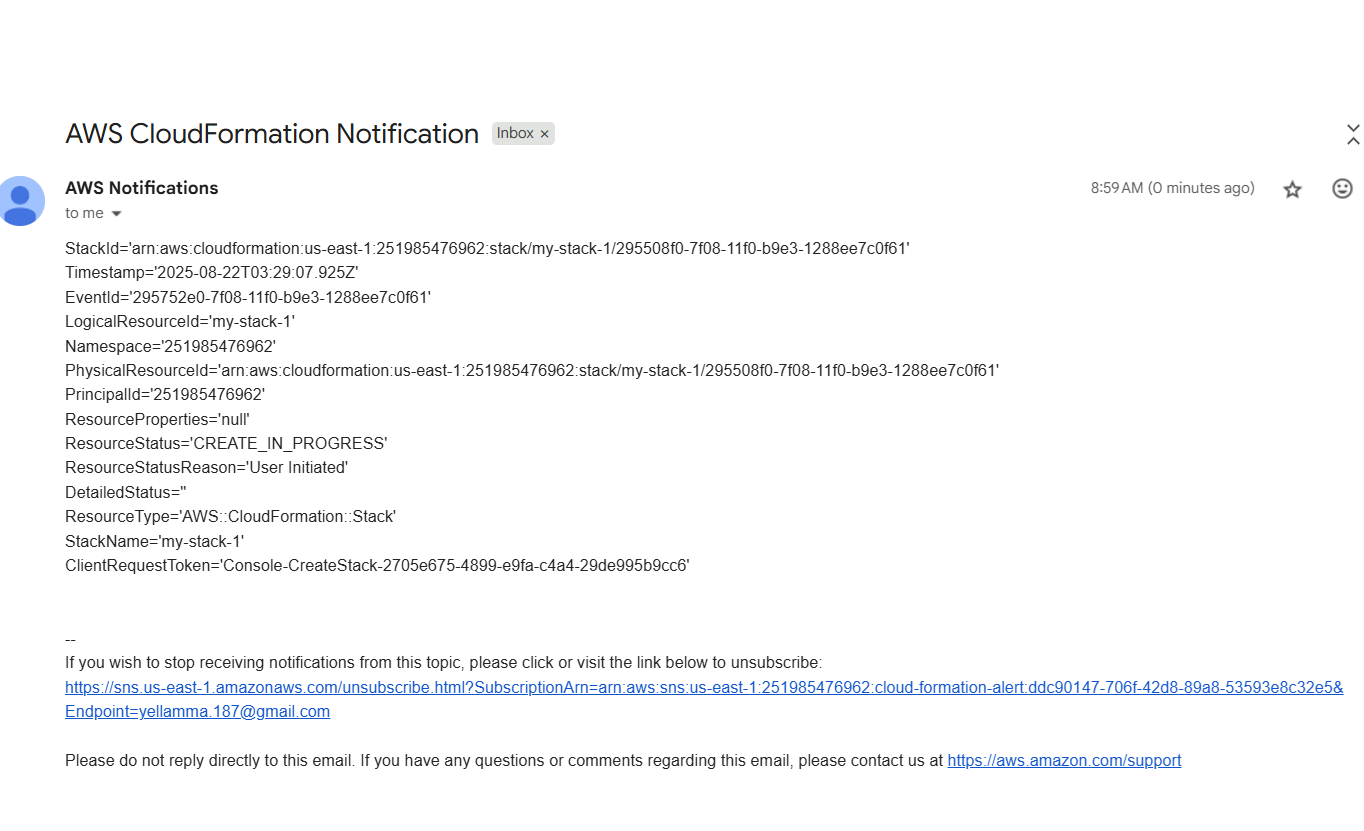 AWS CloudFormation Notification Inbox ×
AWS Notifications 8:59 AM (0 minutes ago)
to me
StackId='arn:aws:cloudformation:us-east-1:251985476962:stack/my-stack-1/295508f0-7f08-11f0-b9e3-1288ee7c0f61'
Timestamp='2025-08-22T03:29:07.925Z'
EventId='295752e0-7f08-11f0-b9e3-1288ee7c0f61'
LogicalResourceId='my-stack-1'
Namespace='251985476962'
PhysicalResourceId='arn:aws:cloudformation:us-east-1:251985476962:stack/my-stack-1/295508f0-7f08-11f0-b9e3-1288ee7c0f61'
PrincipalId='251985476962'
ResourceProperties='null'
ResourceStatus='CREATE_IN_PROGRESS'
ResourceStatusReason='User Initiated'
DetailedStatus=''
ResourceType='AWS::CloudFormation::Stack'
StackName='my-stack-1'
ClientRequestToken='Console-CreateStack-2705e675-4899-e9fa-c4a4-29de995b9cc6'
--
If you wish to stop receiving notifications from this topic, please click or visit the link below to unsubscribe:
https://sns.us-east-1.amazonaws.com/unsubscribe.html?SubscriptionArn=arn:aws:sns:us-east-1:251985476962:cloud-formation-alert:ddc90147-706f-42d8-89a8-53593e8c32e5&
Endpoint=yellamma.187@gmail.com
Please do not reply directly to this email. If you have any questions or comments regarding this email, please contact us at https://aws.amazon.com/support